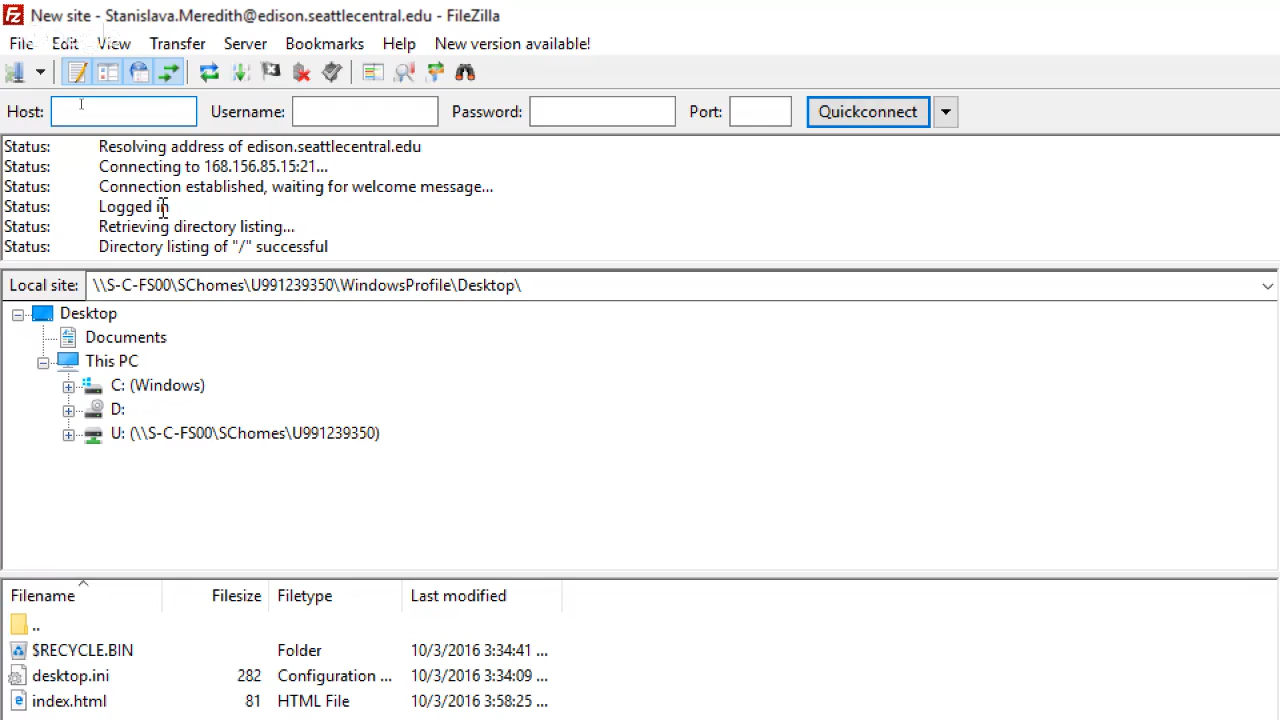 New site - Stanislava.Meredith@edison.seattlecentral.edu - FileZilla
File Edit View Transfer Server Bookmarks Help New version available!
Host: Username: Password: Port: Quickconnect
Status: Resolving address of edison.seattlecentral.edu
Status: Connecting to 168.156.85.15:21...
Status: Connection established, waiting for welcome message...
Status: Logged in
Status: Retrieving directory listing...
Status: Directory listing of "/" successful
Local site: \\S-C-FS00\SChomes\U991239350\WindowsProfile\Desktop\
Desktop
Documents
This PC
C: (Windows)
D:
U: (\\S-C-FS00\SChomes\U991239350)
Filename Filesize Filetype Last modified
..
$RECYCLE.BIN Folder 10/3/2016 3:34:41 ...
desktop.ini 282 Configuration ... 10/3/2016 3:34:09 ...
index.html 81 HTML File 10/3/2016 3:58:25 ...